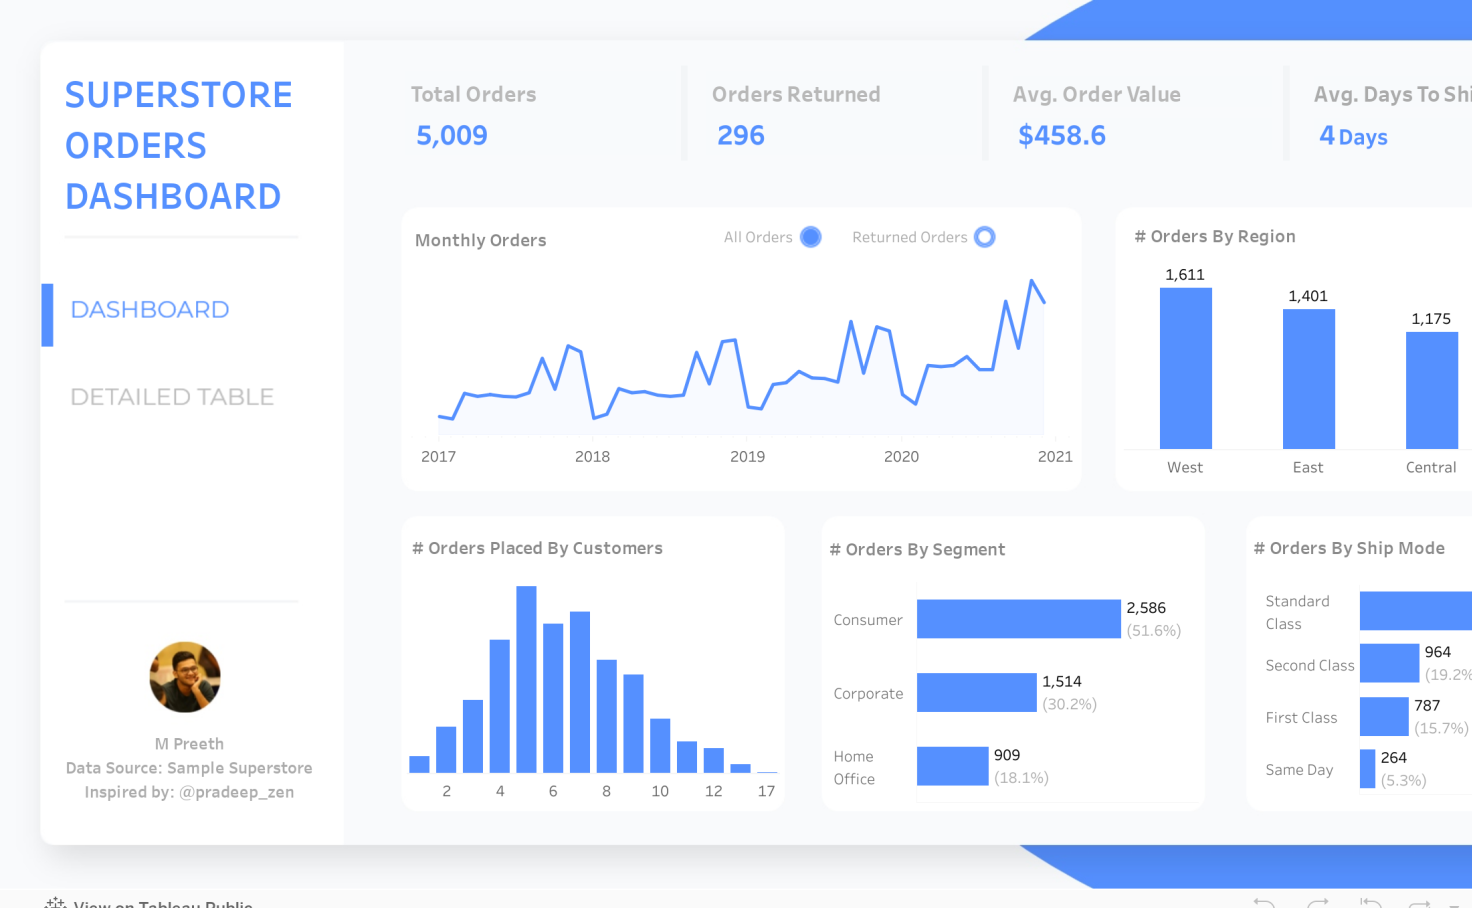 SUPERSTORE
ORDERS
DASHBOARD
DASHBOARD
DETAILED TABLE
M Preeth
Data Source: Sample Superstore
Inspired by: @pradeep_zen
Total Orders
5,009
Orders Returned
296
Avg. Order Value
$458.6
Avg. Days To Shi
4 Days
Monthly Orders
All Orders
Returned Orders
2017 2018 2019 2020 2021
# Orders By Region
1,611
1,401
1,175
West East Central
# Orders Placed By Customers
2 4 6 8 10 12 17
# Orders By Segment
Consumer
2,586
(51.6%)
Corporate
1,514
(30.2%)
Home
Office
909
(18.1%)
# Orders By Ship Mode
Standard
Class
Second Class
964
(19.2%
First Class
787
(15.7%)
Same Day
264
(5.3%)
View on Tableau Public